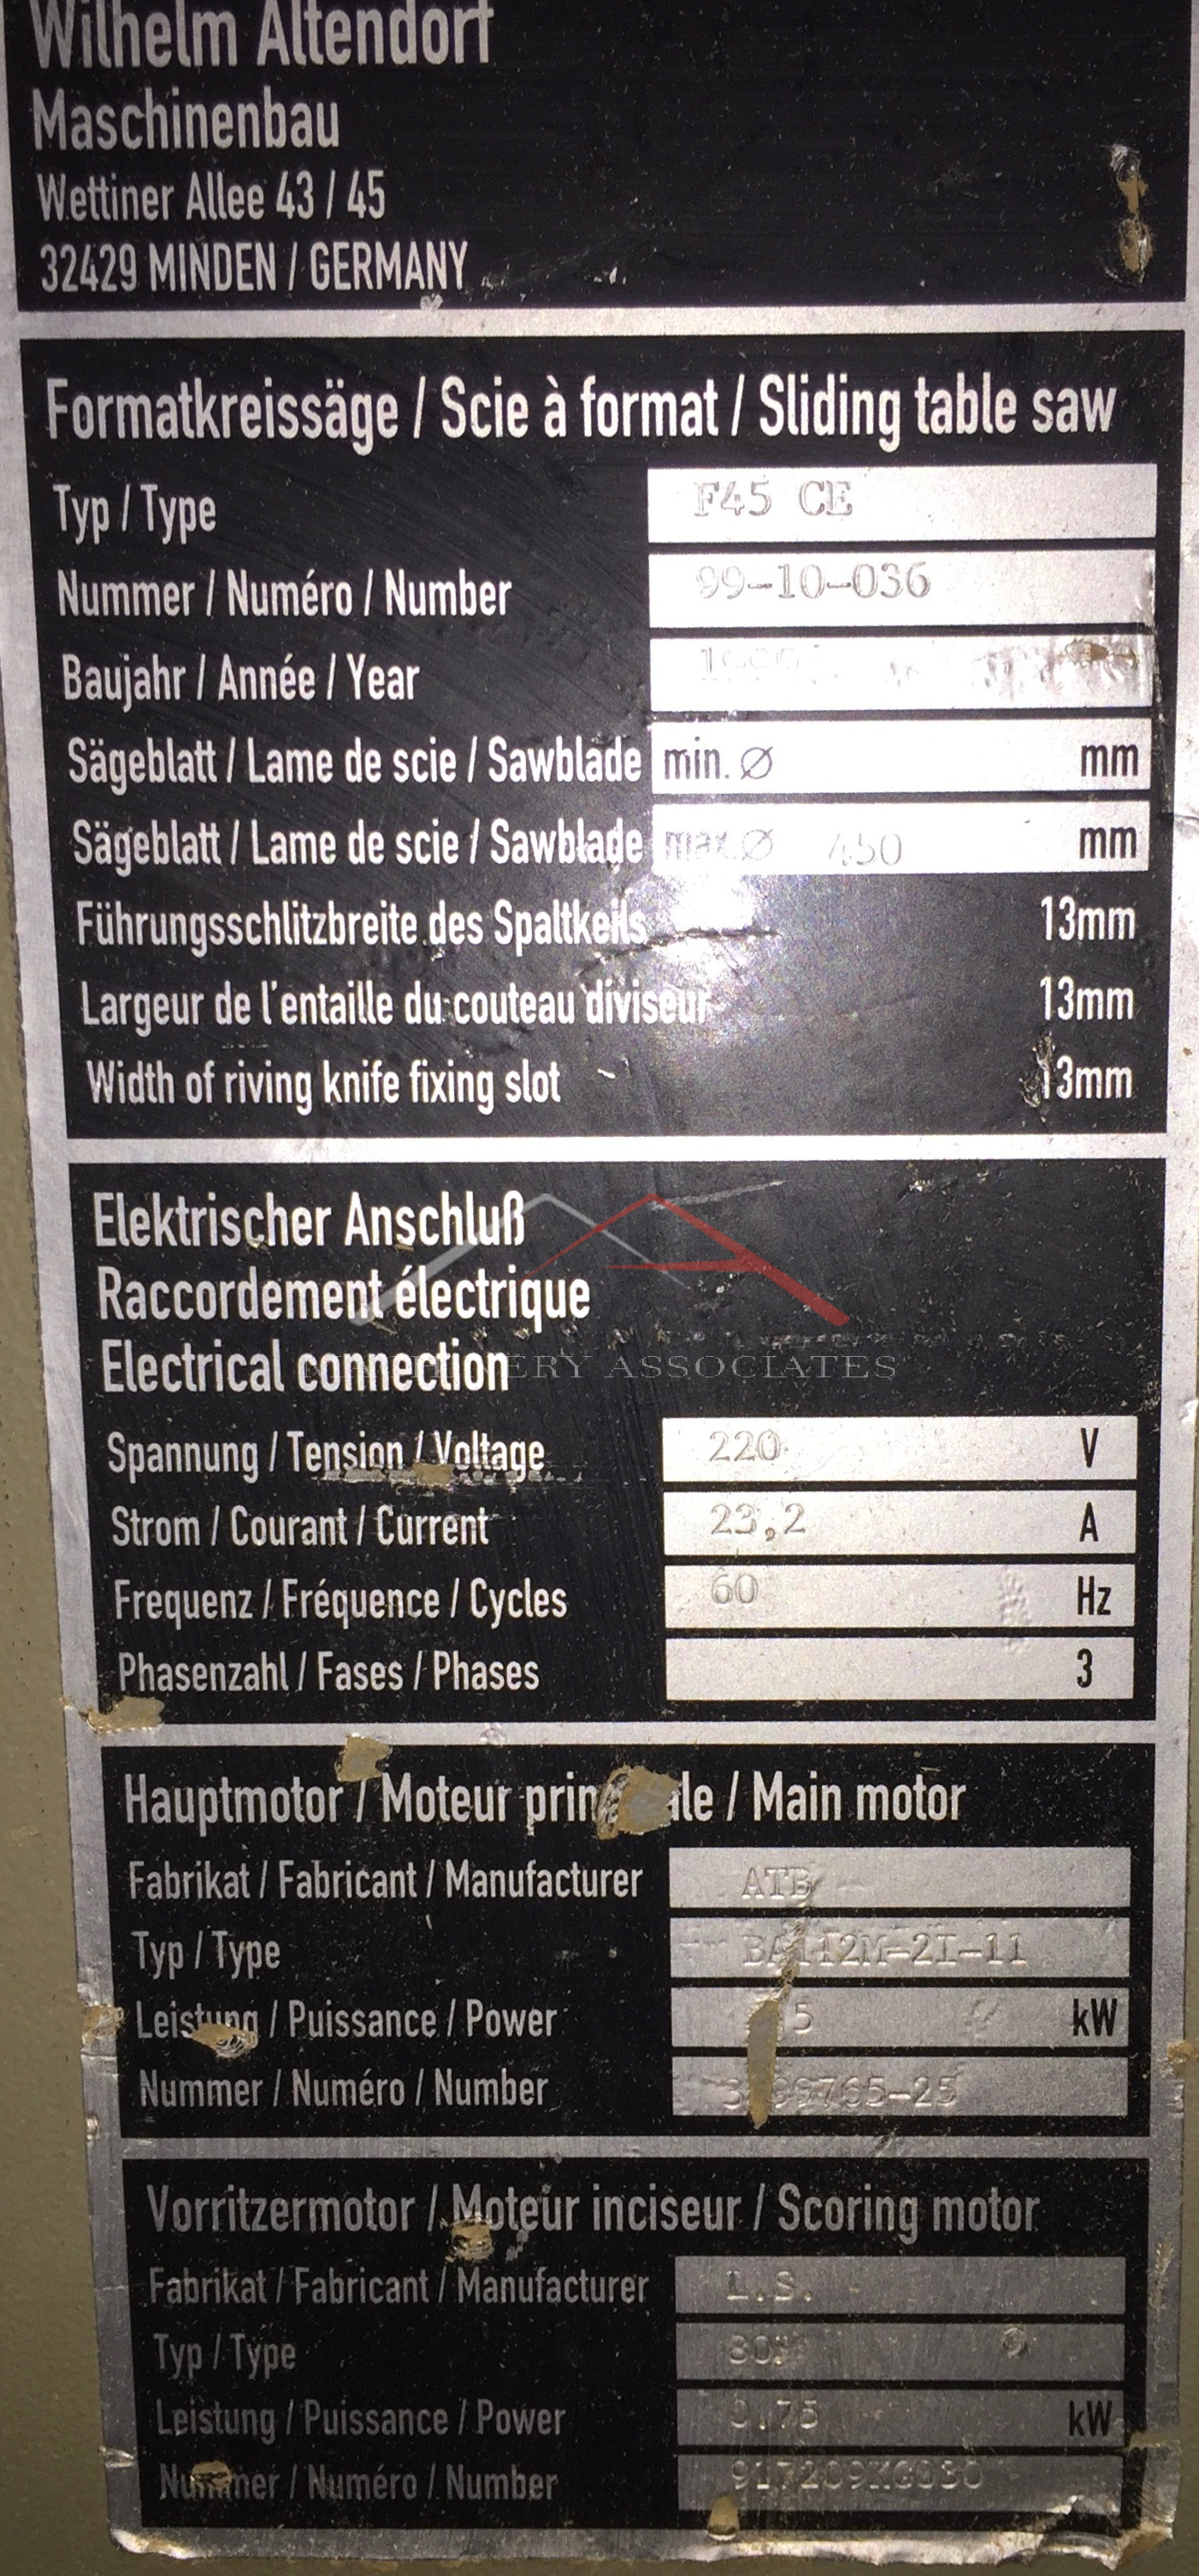 Wilhelm Altendorf
Maschinenbau
Wettiner Allee 43 / 45
32429 MINDEN / GERMANY
Formatkreissäge / Scie à format / Sliding table saw
Typ / Type F45 CE
Nummer / Numéro / Number 99-10-036
Baujahr / Année / Year
Sägeblatt / Lame de scie / Sawblade min. Ø mm
Sägeblatt / Lame de scie / Sawblade max. Ø 450 mm
Führungsschlitzbreite des Spaltkeils 13mm
Largeur de l'entaille du couteau diviseur 13mm
Width of riving knife fixing slot 13mm
Elektrischer Anschluß
Raccordement électrique
Electrical connection
MACHINERY ASSOCIATES
Spannung / Tension / Voltage 220 V
Strom / Courant / Current 23,2 A
Frequenz / Fréquence / Cycles 60 Hz
Phasenzahl / Fases / Phases 3
Hauptmotor / Moteur / Main motor
Fabrikat / Fabricant / Manufacturer ATB
Typ / Type
Leistung / Puissance / Power kW
Nummer / Numéro / Number
Vorritzermotor / Moteur inciseur / Scoring motor
Fabrikat / Fabricant / Manufacturer L.S.
Typ / Type
Leistung / Puissance / Power 0.75 kW
Nummer / Numéro / Number